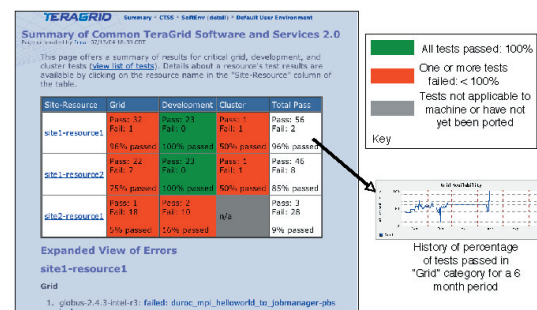 TERAGRID Summary * CTSS * SoftEnv (detail) * Default User Environment
Summary of Common TeraGrid Software and Services 2.0
This page offers a summary of results for critical grid, development, and
cluster tests (view list of tests). Details about a resource's test results are
available by clicking on the resource name in the "Site-Resource" column of
the table.
Site-Resource Grid Development Cluster Total Pass
site1-resource1
Pass: 32
Fail: 1
96% passed
Pass: 23
Fail: 0
100% passed
Pass: 1
Fail: 1
50% passed
Pass: 56
Fail: 2
96% passed
site1-resource2
Pass: 22
Fail: 7
75% passed
Pass: 23
Fail: 0
100% passed
Pass: 1
Fail: 1
50% passed
Pass: 46
Fail: 8
85% passed
site2-resource1
Pass: 1
Fail: 18
5% passed
Pass: 2
Fail: 10
16% passed
n/a
Pass: 3
Fail: 28
9% passed
Expanded View of Errors
site1-resource1
Grid
1. globus-2.4.3-intel-r3: failed: duroc_mpi_helloworld_to_jobmanager-pbs
All tests passed: 100%
One or more tests
failed: < 100%
Tests not applicable to
machine or have not
yet been ported
Key
Grid Availability
History of percentage
of tests passed in
"Grid" category for a 6
month period